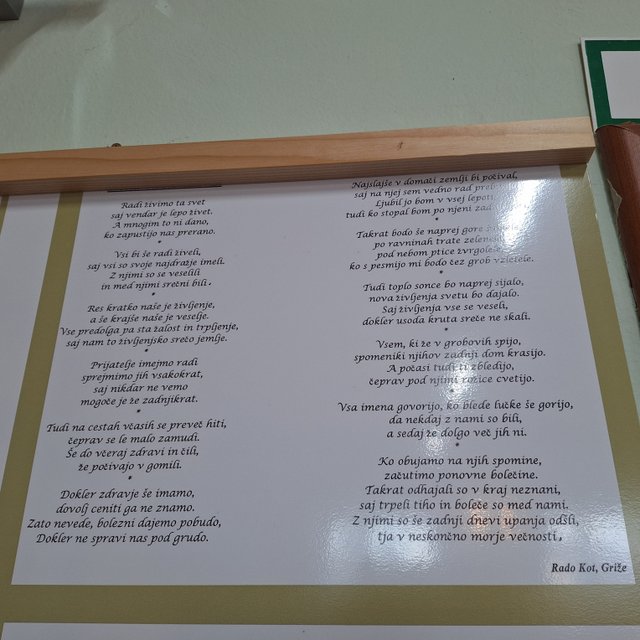 Radi živimo ta svet
saj vendar je lepo živet.
A mnogim to ni dano,
ko zapustijo nas prerano.
*
Vsi bi še radi živeli,
saj vsi so svoje najdražje imeli.
Z njimi so se veselili
in med njimi srečni bili.
*
Res kratko naše je življenje,
a še krajše naše je veselje.
Vse predolga pa sta žalost in trpljenje,
saj nam to življenjsko srečo jemlje.
*
Prijatelje imejmo radi
sprejmimo jih vsakokrat,
saj nikdar ne vemo
mogoče je že zadnjikrat.
*
Tudi na cestah včasih se preveč hiti,
čeprav se le malo zamudi.
Še do včeraj zdravi in čili,
že počivajo v gomili.
*
Dokler zdravje še imamo,
dovolj ceniti ga ne znamo.
Zato nevede, bolezni dajemo pobudo,
Dokler ne spravi nas pod grudo.
Najslajše v domači zemlji bi počival,
saj na njej sem vedno rad
Ljubil jo bom v vsej
tudi ko stopal bom po njeni
*
Takrat bodo še naprej gore
po ravninah trate
pod nebom ptice
ko s pesmijo mi bodo čez grob vzletele.
*
Tudi toplo sonce bo naprej sijalo,
nova življenja svetu bo dajalo.
Saj življenja vse se veseli,
dokler usoda kruta sreče ne skali.
*
Vsem, ki že v grobovih spijo,
spomeniki njihov zadnji dom krasijo.
A počasi tudi ti zbledijo,
čeprav pod njimi rožice cvetijo.
*
Vsa imena govorijo, ko blede lučke še gorijo,
da nekdaj z nami so bili,
a sedaj že dolgo več jih ni.
*
Ko obujamo na njih spomine,
začutimo ponovne bolečine.
Takrat odhajali so v kraj neznani,
saj trpeli tiho in boleče so med nami.
Z njimi so še zadnji dnevi upanja odšli,
tja v neskončno morje večnosti.
Rado Kot, Griže